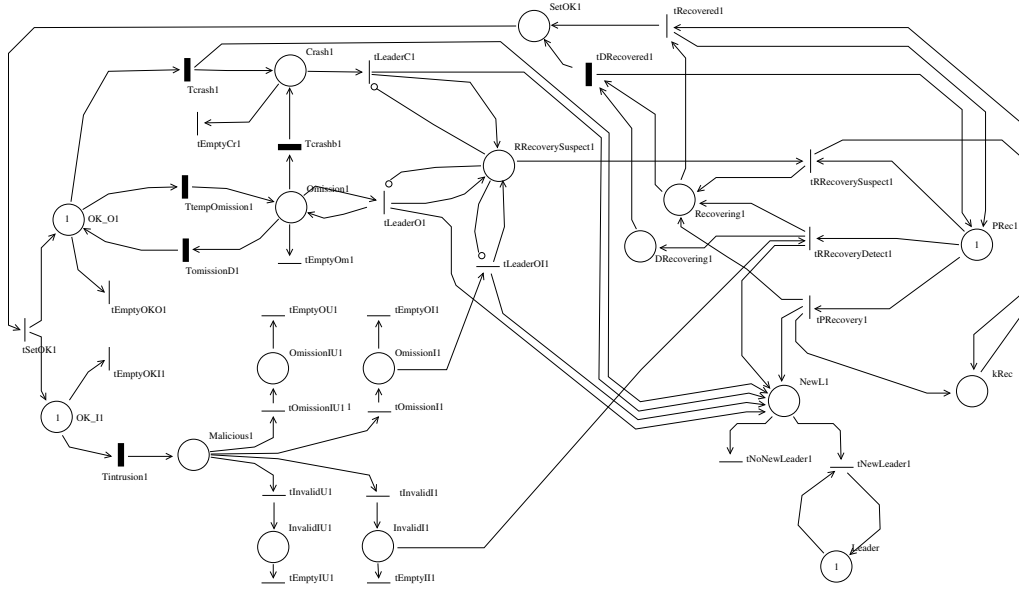 SetOK1
tRecovered1
Crash1
tLeaderC1
tDRecovered1
Tcrash1
tEmptyCr1
Tcrashb1
RRecoverySuspect1
tRRecoverySuspect1
Omission1
TtempOmission1
tLeaderO1
Recovering1
1
OK_O1
PRec1
1
TomissionD1
tEmptyOm1
DRecovering1
tRRecoveryDetect1
tLeaderOI1
tEmptyOKO1
tEmptyOU1
tEmptyOI1
tPRecovery1
tSetOK1
OmissionIU1
OmissionI1
tEmptyOKI1
kRec
NewL1
1
OK_I1
tOmissionIU1
1
tOmissionI1
Malicious1
Tintrusion1
tNoNewLeader1
tNewLeader1
tInvalidU1
tInvalidI1
InvalidIU1
InvalidI1
Leader
1
tEmptyIU1
tEmptyII1